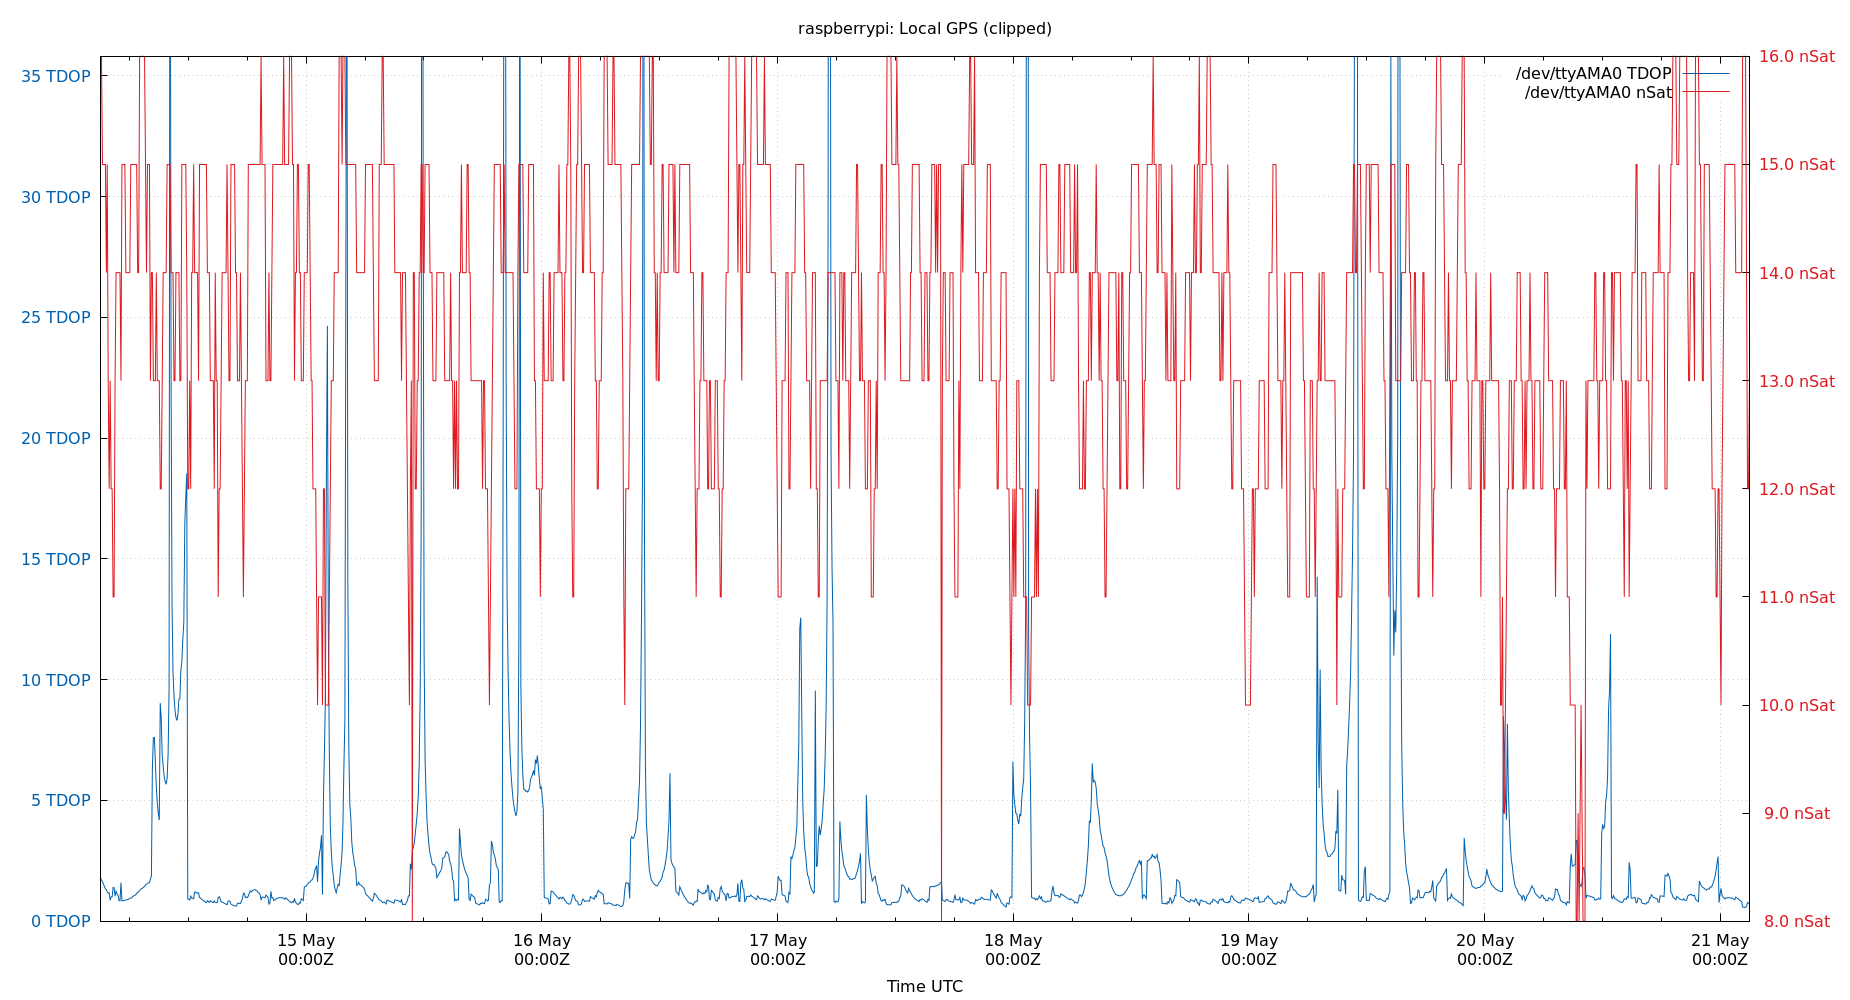 raspberrypi: Local GPS (clipped)
35 TDOP
30 TDOP
25 TDOP
20 TDOP
15 TDOP
10 TDOP
5 TDOP
0 TDOP
16.0 nSat
15.0 nSat
14.0 nSat
13.0 nSat
12.0 nSat
11.0 nSat
10.0 nSat
9.0 nSat
8.0 nSat
/dev/ttyAMA0 TDOP
/dev/ttyAMA0 nSat
15 May
00:00Z
16 May
00:00Z
17 May
00:00Z
18 May
00:00Z
19 May
00:00Z
20 May
00:00Z
21 May
00:00Z
Time UTC